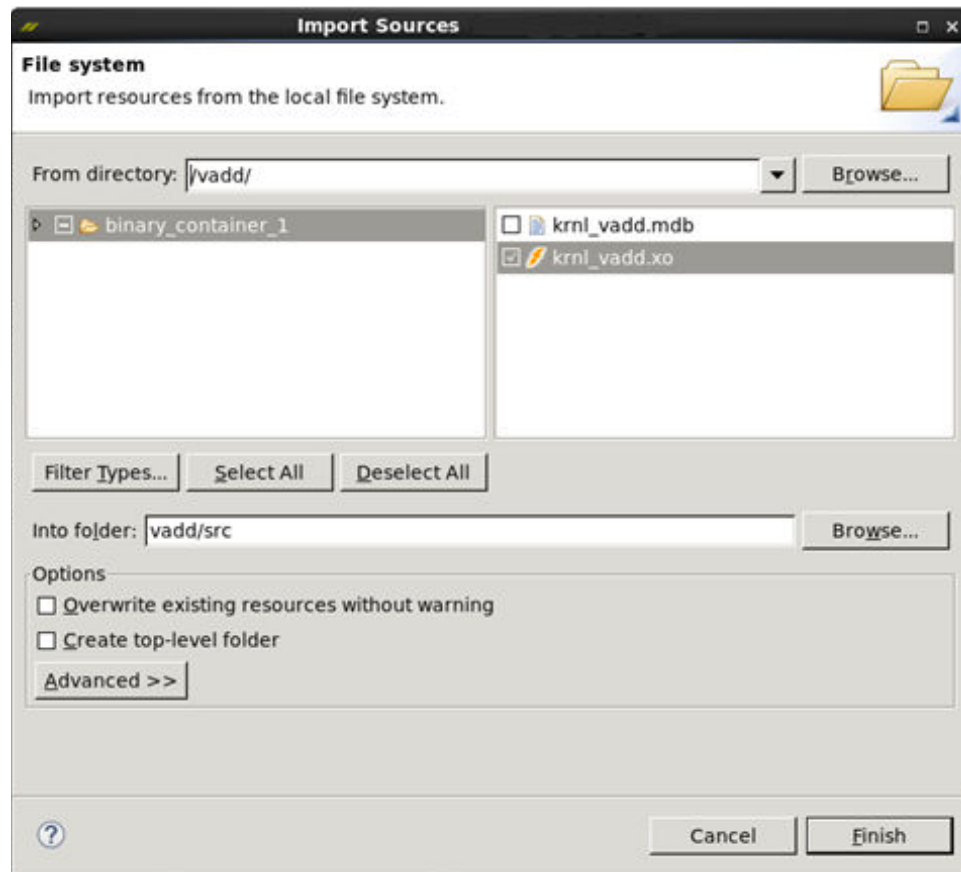 Import Sources
File system
Import resources from the local file system.
From directory: /vadd/ Browse...
binary_container_1
krnl_vadd.mdb
krnl_vadd.xo
Filter Types... Select All Deselect All
Into folder: vadd/src Browse...
Options
Overwrite existing resources without warning
Create top-level folder
Advanced >>
? Cancel Finish